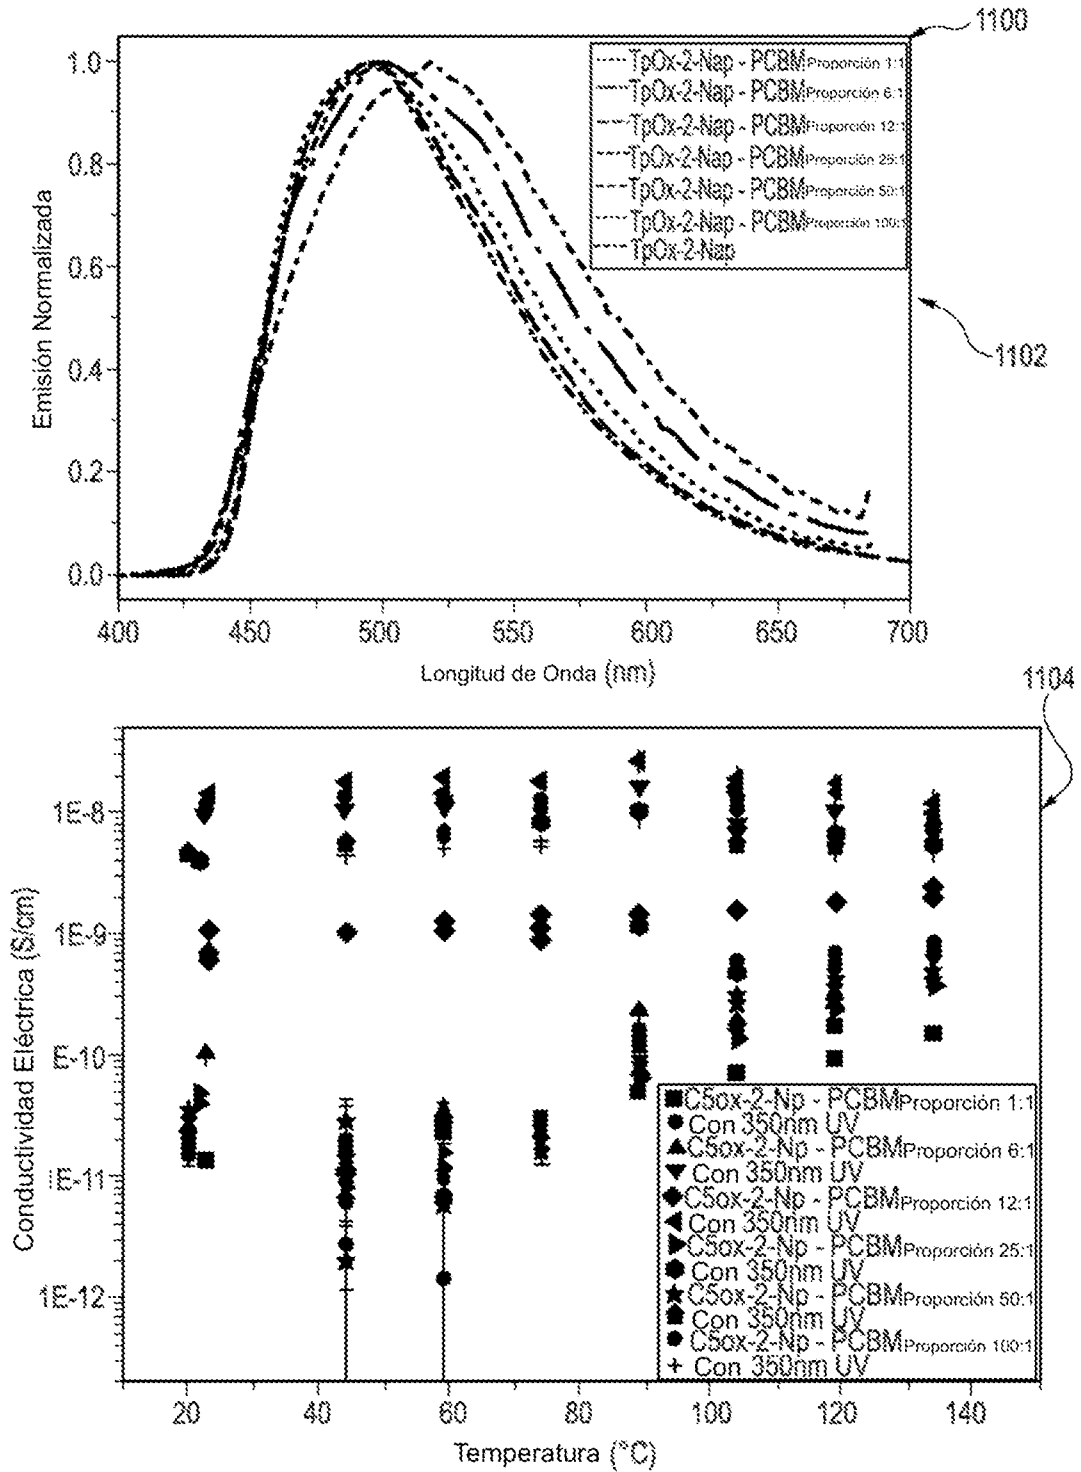 1100
1.0
0.8
0.6
0.4
0.2
0.0
Emisión Normalizada
TpOx-2-Nap - PCBM Proporción 1:1
TpOx-2-Nap - PCBM Proporción 6:1
TpOx-2-Nap - PCBM Proporción 12:1
TpOx-2-Nap - PCBM Proporción 25:1
TpOx-2-Nap - PCBM Proporción 50:1
TpOx-2-Nap - PCBM Proporción 100:1
TpOx-2-Nap
1102
400 450 500 550 600 650 700
Longitud de Onda (nm)
1104
1E-8
1E-9
E-10
1E-11
1E-12
Conductividad Eléctrica (S/cm)
C5ox-2-Np - PCBM Proporción 1:1
Con 350nm UV
C5ox-2-Np - PCBM Proporción 6:1
Con 350nm UV
C5ox-2-Np - PCBM Proporción 12:1
Con 350nm UV
C5ox-2-Np - PCBM Proporción 25:1
Con 350nm UV
C5ox-2-Np - PCBM Proporción 50:1
Con 350nm UV
C5ox-2-Np - PCBM Proporción 100:1
Con 350nm UV
20 40 60 80 100 120 140
Temperatura (°C)